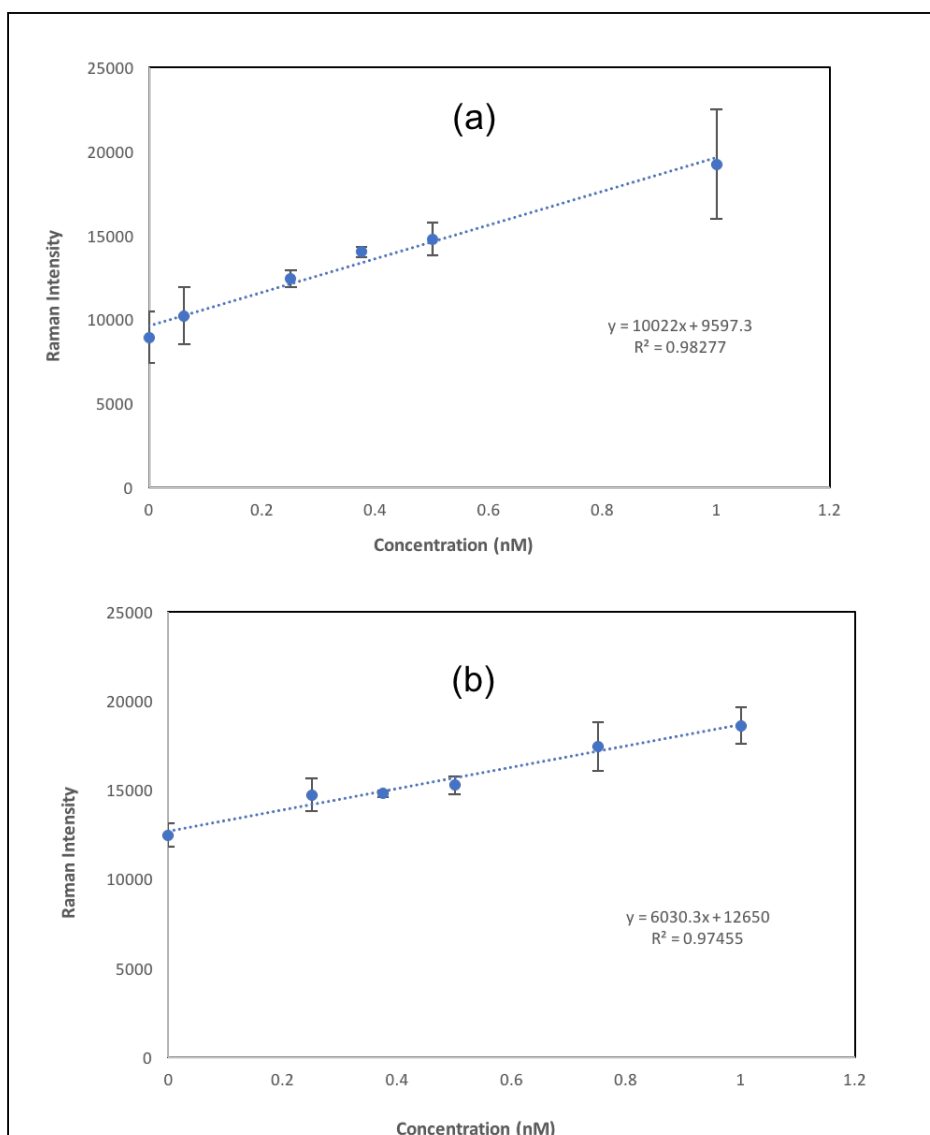 25000
(a)
20000
15000
Raman Intensity
10000
y = 10022x + 9597.3
R² = 0.98277
5000
0
0 0.2 0.4 0.6 0.8 1 1.2
Concentration (nM)
25000
(b)
20000
15000
Raman Intensity
10000
y = 6030.3x + 12650
R² = 0.97455
5000
0
0 0.2 0.4 0.6 0.8 1 1.2
Concentration (nM)